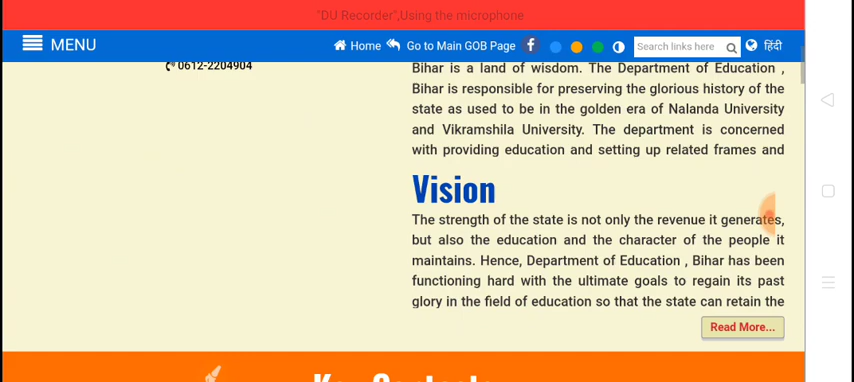 "DU Recorder",Using the microphone
MENU
Home
Go to Main GOB Page
Search links here
हिंदी
0612-2204904
Bihar is a land of wisdom. The Department of Education ,
Bihar is responsible for preserving the glorious history of the
state as used to be in the golden era of Nalanda University
and Vikramshila University. The department is concerned
with providing education and setting up related frames and
Vision
The strength of the state is not only the revenue it generates,
but also the education and the character of the people it
maintains. Hence, Department of Education , Bihar has been
functioning hard with the ultimate goals to regain its past
glory in the field of education so that the state can retain the
Read More...